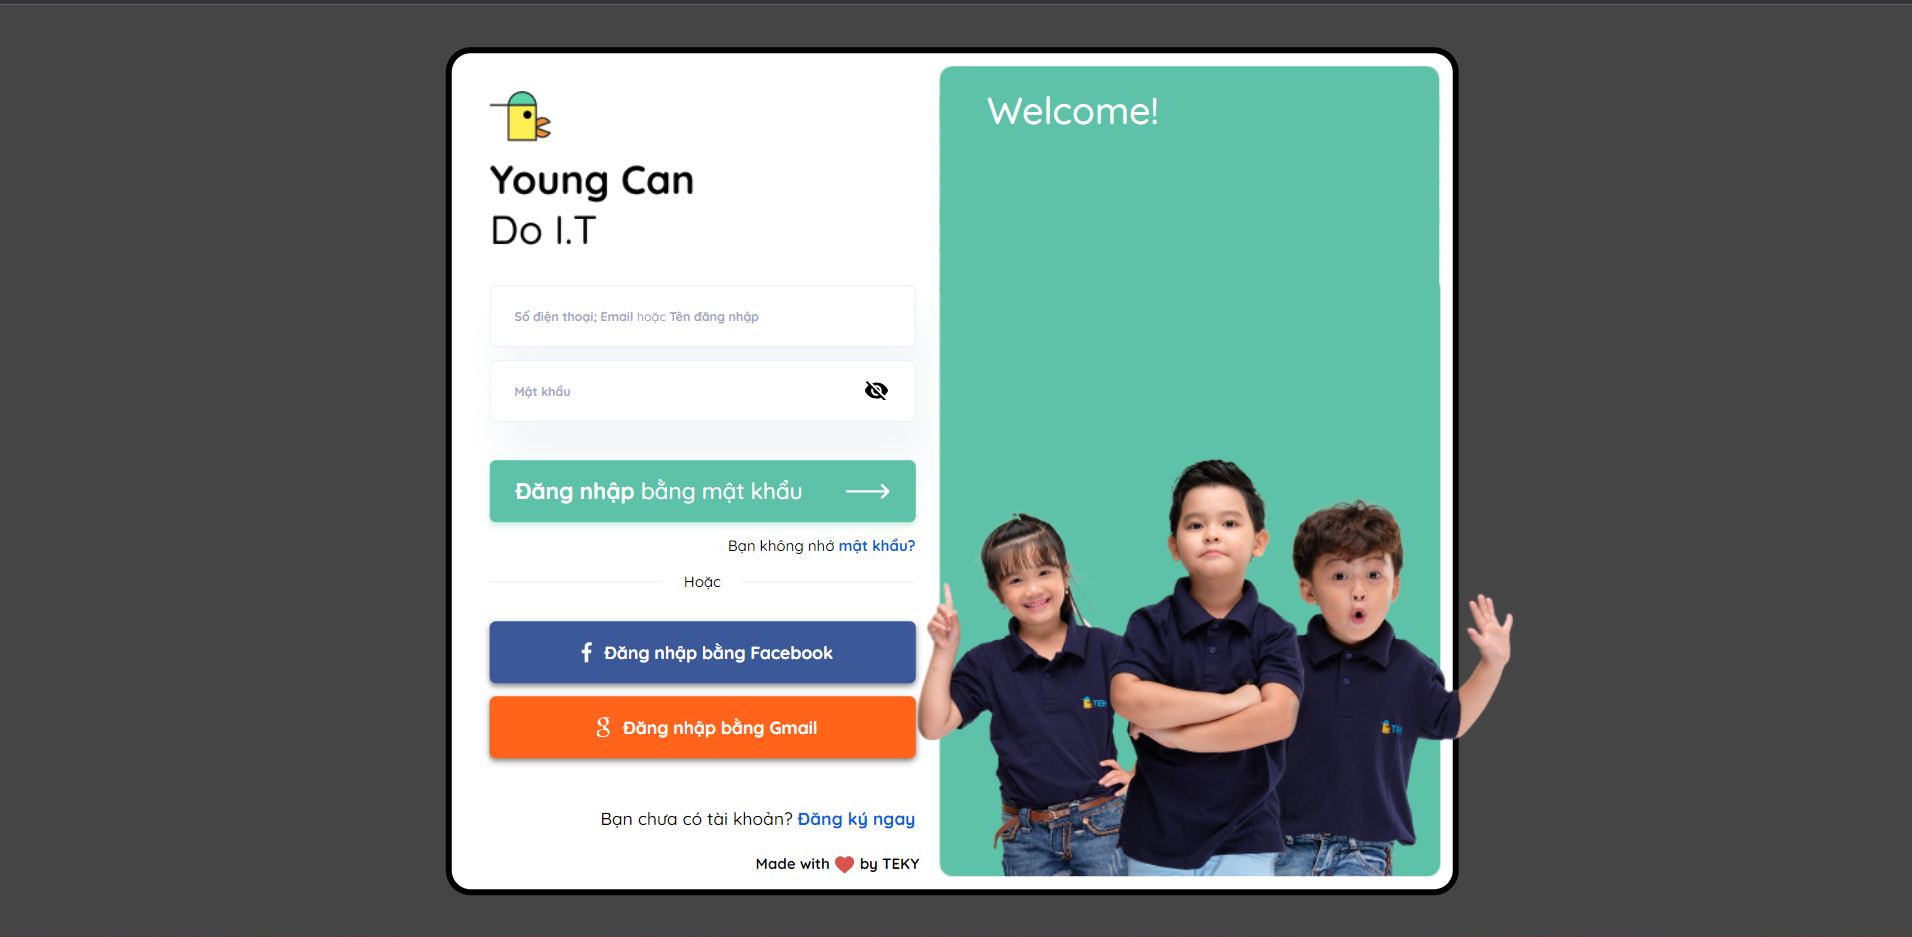 Young Can
Do I.T
Số điện thoại; Email hoặc Tên đăng nhập
Mật khẩu
Đăng nhập bằng mật khẩu
Bạn không nhớ mật khẩu?
Hoặc
Đăng nhập bằng Facebook
Đăng nhập bằng Gmail
Bạn chưa có tài khoản? Đăng ký ngay
Made with by TEKY
Welcome!